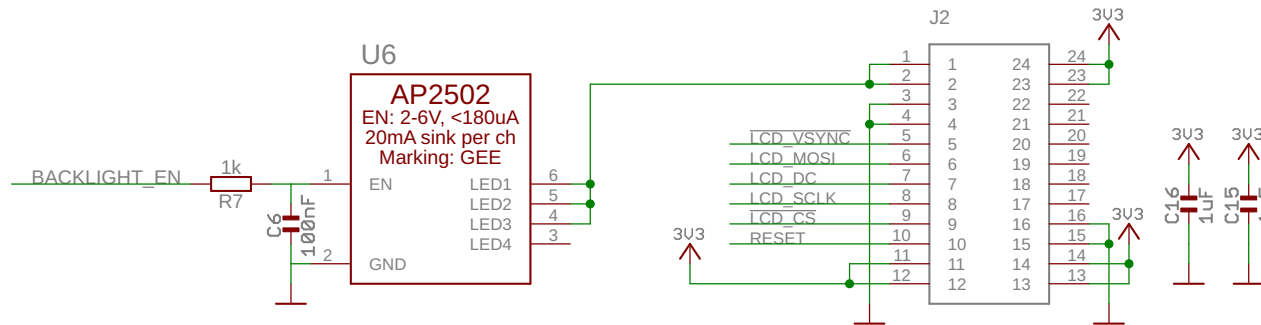 U6
AP2502
EN: 2-6V, <180uA
20mA sink per ch
Marking: GEE
BACKLIGHT_EN
1k
R7
C6
100nF
1
EN
2
GND
LED1
6
LED2
5
LED3
4
LED4
3
J2
3V3
1
1
24
24
2
2
23
23
3
3
22
22
4
4
21
21
LCD_VSYNC
5
5
20
20
LCD_MOSI
6
6
19
19
LCD_DC
7
7
18
18
LCD_SCLK
8
8
17
17
LCD_CS
9
9
16
16
RESET
10
10
15
15
3V3
11
11
14
14
12
12
13
13
3V3
3V3
C16
1uF
3V3
C15